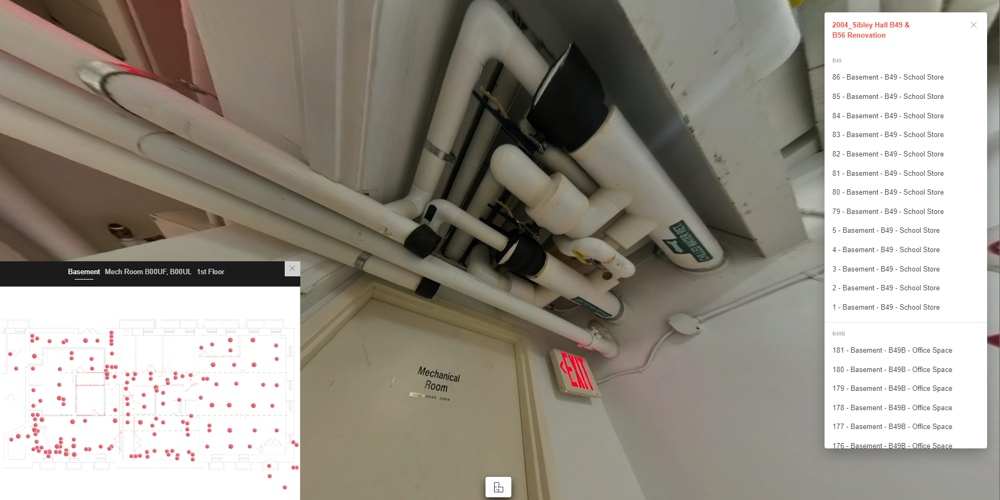 2004_Sibley Hall B49 &
B56 Renovation
B49
86 - Basement - B49 - School Store
85 - Basement - B49 - School Store
84 - Basement - B49 - School Store
83 - Basement - B49 - School Store
82 - Basement - B49 - School Store
81 - Basement - B49 - School Store
80 - Basement - B49 - School Store
79 - Basement - B49 - School Store
5 - Basement - B49 - School Store
4 - Basement - B49 - School Store
3 - Basement - B49 - School Store
2 - Basement - B49 - School Store
1 - Basement - B49 - School Store
B49B
181 - Basement - B49B - Office Space
180 - Basement - B49B - Office Space
179 - Basement - B49B - Office Space
178 - Basement - B49B - Office Space
177 - Basement - B49B - Office Space
176 - Basement - B49B - Office Space
CHILLED WATER RET.
EXIT
Mechanical
Room
0049 2004
Basement Mech Room B00UF, B00UL 1st Floor